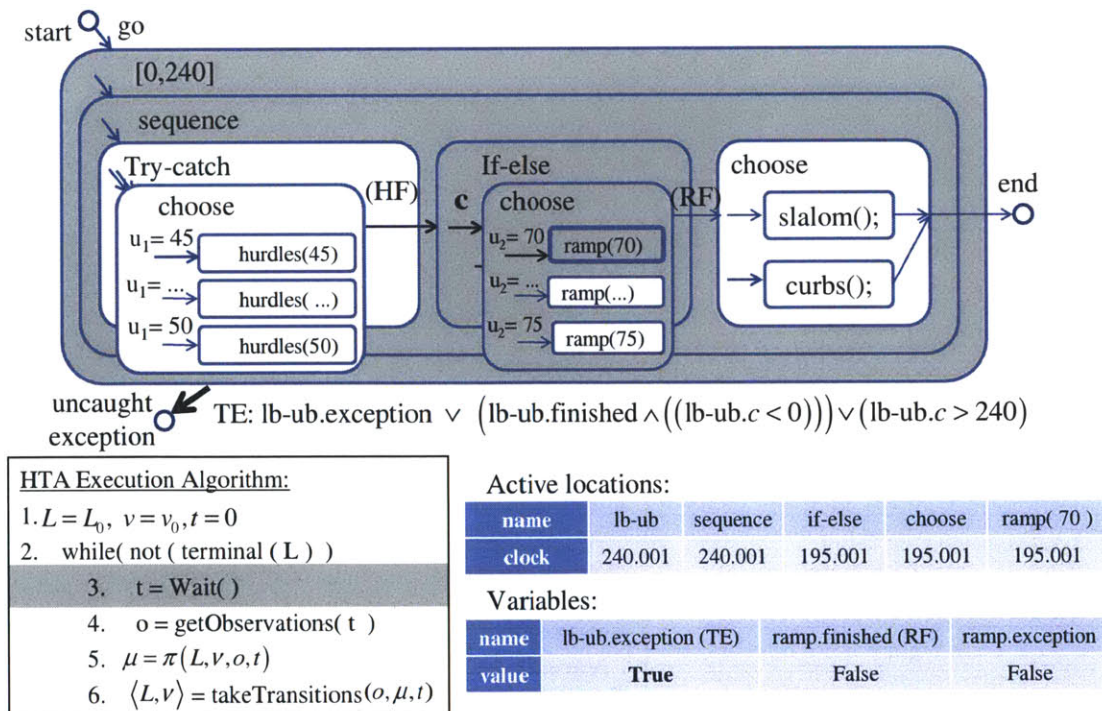 start
go
[0,240]
sequence
Try-catch
choose
u₁= 45
hurdles(45)
u₁= ...
hurdles( ...)
u₁= 50
hurdles(50)
(HF)
If-else
c
choose
u₂= 70
ramp(70)
u₂= ...
ramp(...)
u₂= 75
ramp(75)
(RF)
choose
slalom();
curbs();
end
uncaught
exception
TE: lb-ub.exception ∨ (lb-ub.finished ∧((lb-ub.c < 0)))∨(lb-ub.c > 240)
HTA Execution Algorithm:
1. L = L₀, ν = ν₀, t = 0
2. while( not ( terminal ( L ) )
3. t = Wait( )
4. o = getObservations( t )
5. μ = π(L,ν,o,t)
6. ⟨L,ν⟩ = takeTransitions(o,μ,t)
Active locations:
name lb-ub sequence if-else choose ramp( 70 )
clock 240.001 240.001 195.001 195.001 195.001
Variables:
name lb-ub.exception (TE) ramp.finished (RF) ramp.exception
value True False False